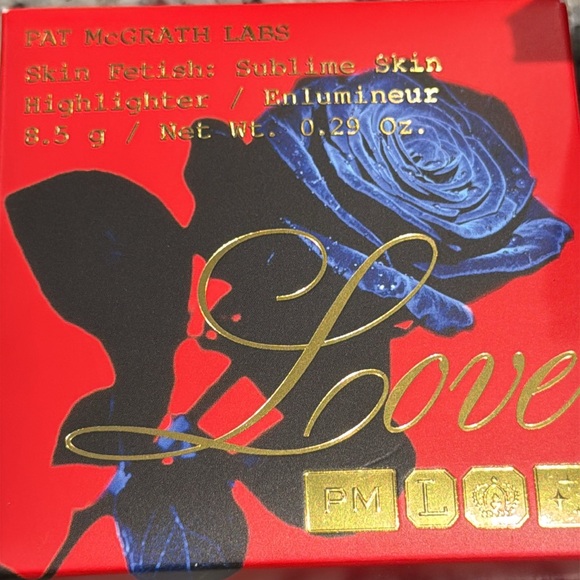 PAT McGRATH LABS
Skin Fetish: Sublime Skin
Highlighter / Enlumineur
8.5 g / Net Wt. 0.29 Oz.
Love
PM L